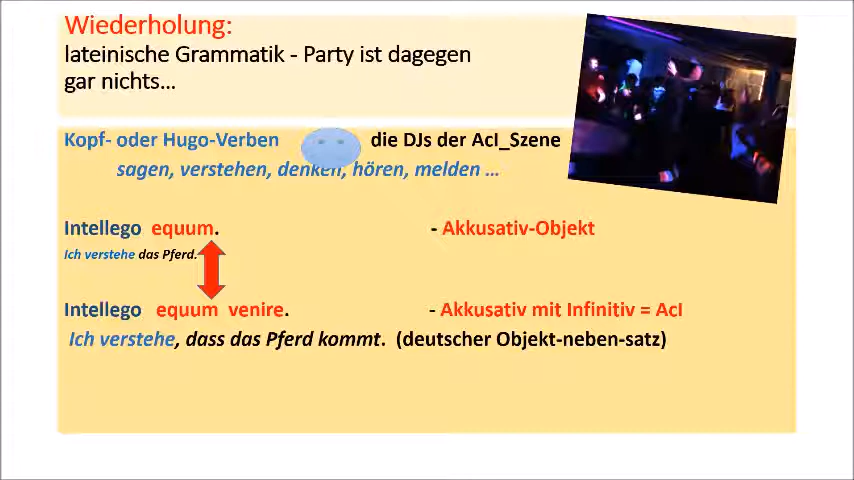 Wiederholung:
lateinische Grammatik - Party ist dagegen
gar nichts…
Kopf- oder Hugo-Verben die DJs der AcI_Szene
sagen, verstehen, denken, hören, melden …
Intellego equum. - Akkusativ-Objekt
Ich verstehe das Pferd.
Intellego equum venire. - Akkusativ mit Infinitiv = AcI
Ich verstehe, dass das Pferd kommt. (deutscher Objekt-neben-satz)